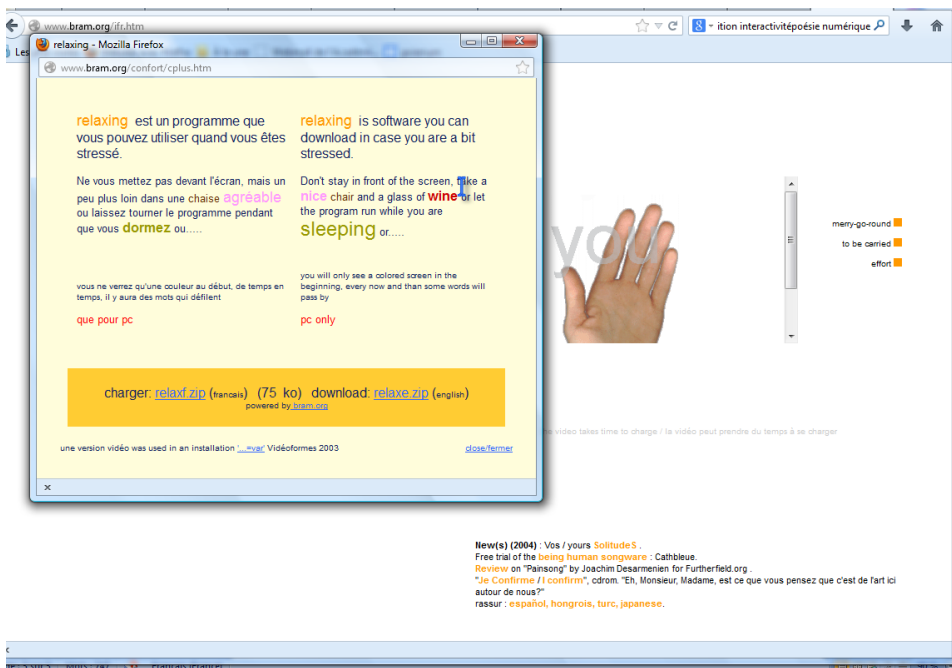 www.bram.org/ifr.htm
ition interactivitépoésie numérique
relaxing - Mozilla Firefox
Les
www.bram.org/confort/cplus.htm
relaxing est un programme que
vous pouvez utiliser quand vous êtes
stressé.
Ne vous mettez pas devant l'écran, mais un
peu plus loin dans une chaise agréable
ou laissez tourner le programme pendant
que vous dormez ou.....
vous ne verrez qu'une couleur au début, de temps en
temps, il y aura des mots qui défilent
que pour pc
relaxing is software you can
download in case you are a bit
stressed.
Don't stay in front of the screen, take a
nice chair and a glass of wine or let
the program run while you are
sleeping or.....
you will only see a colored screen in the
beginning, every now and than some words will
pass by
pc only
charger: relaxf.zip (francais) (75 ko) download: relaxe.zip (english)
powered by bram.org
une version vidéo was used in an installation '...=var' Vidéoformes 2003
close/fermer
x
you
merry-go-round
to be carried
effort
video takes time to charge / la vidéo peut prendre du temps à se charger
New(s) (2004) : Vos / yours SolitudeS .
Free trial of the being human songware : Cathbleue.
Review on "Painsong" by Joachim Desarmenien for Furtherfield.org .
"Je Confirme / I confirm", cdrom. "Eh, Monsieur, Madame, est ce que vous pensez que c'est de l'art ici
autour de nous?"
rassur : español, hongrois, turc, japanese.